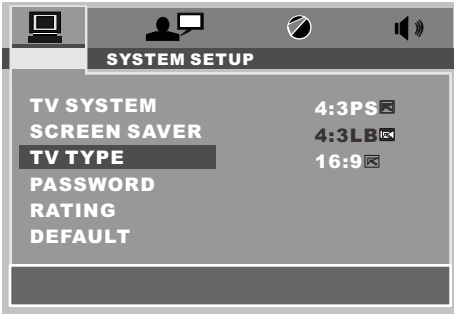 SYSTEM SETUP
TV SYSTEM 4:3PS
SCREEN SAVER 4:3LB
TV TYPE 16:9
PASSWORD
RATING
DEFAULT